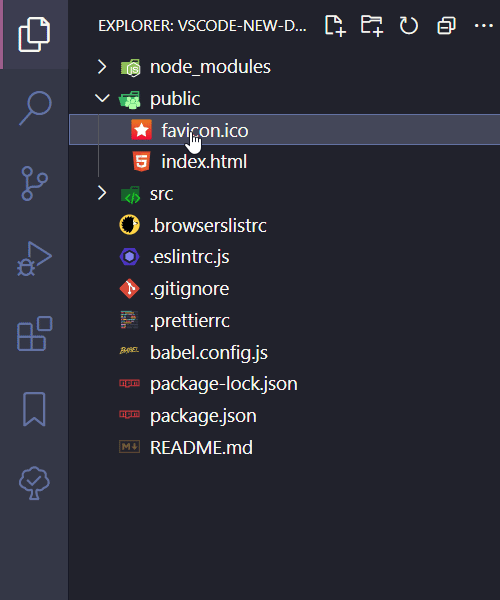 EXPLORER: VSCODE-NEW-D...
node_modules
public
favicon.ico
index.html
src
.browserslistrc
.eslintrc.js
.gitignore
.prettierrc
babel.config.js
package-lock.json
package.json
README.md